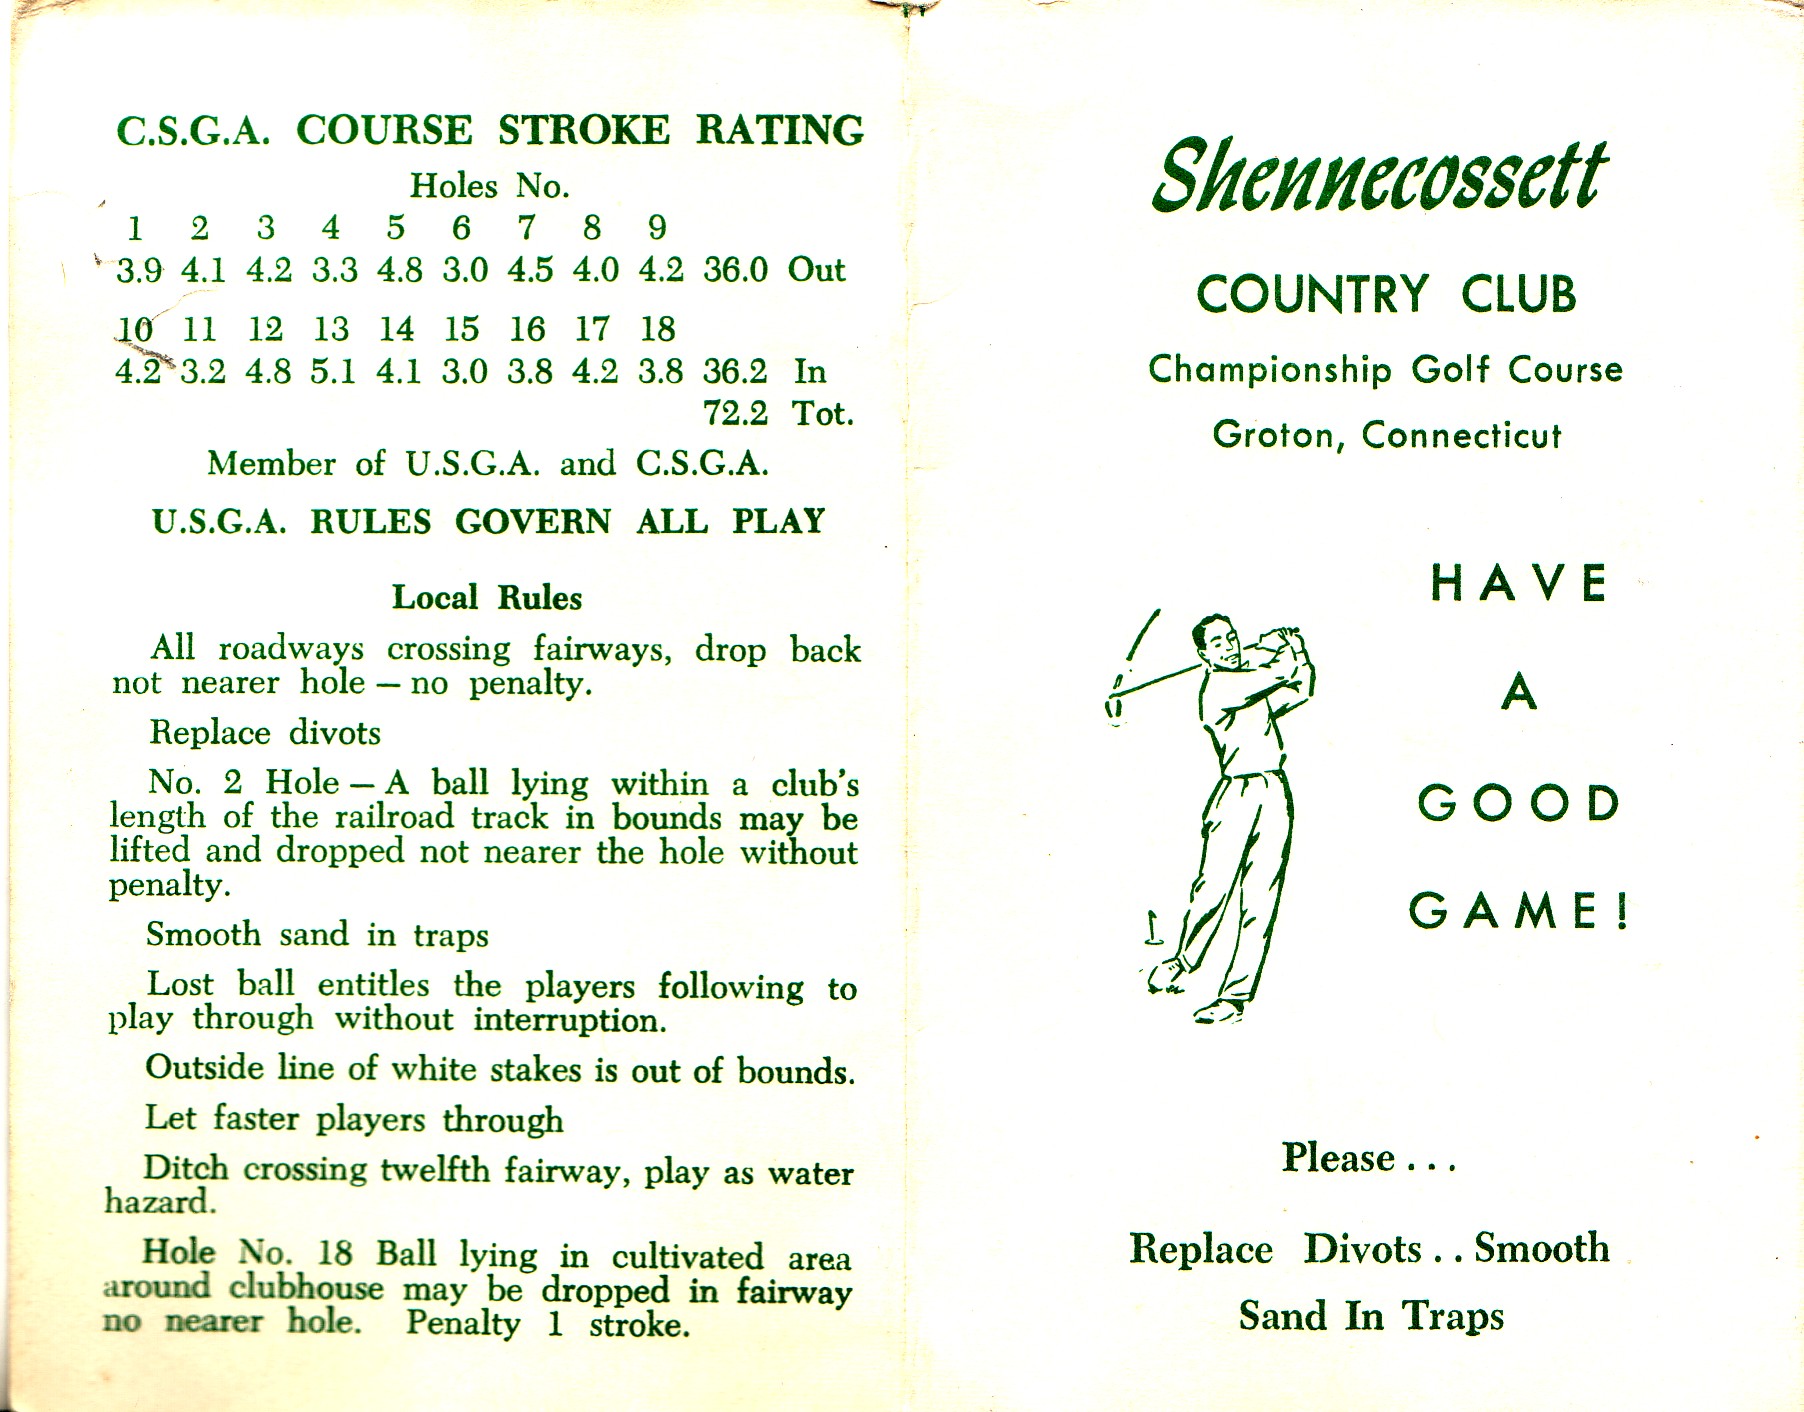 C.S.G.A. COURSE STROKE RATING
Holes No.
1 2 3 4 5 6 7 8 9
3.9 4.1 4.2 3.3 4.8 3.0 4.5 4.0 4.2 36.0 Out
10 11 12 13 14 15 16 17 18
4.2 3.2 4.8 5.1 4.1 3.0 3.8 4.2 3.8 36.2 In
72.2 Tot.
Member of U.S.G.A. and C.S.G.A.
U.S.G.A. RULES GOVERN ALL PLAY
Local Rules
All roadways crossing fairways, drop back
not nearer hole — no penalty.
Replace divots
No. 2 Hole — A ball lying within a club's
length of the railroad track in bounds may be
lifted and dropped not nearer the hole without
penalty.
Smooth sand in traps
Lost ball entitles the players following to
play through without interruption.
Outside line of white stakes is out of bounds.
Let faster players through
Ditch crossing twelfth fairway, play as water
hazard.
Hole No. 18 Ball lying in cultivated area
around clubhouse may be dropped in fairway
no nearer hole. Penalty 1 stroke.
Shennecossett
COUNTRY CLUB
Championship Golf Course
Groton, Connecticut
HAVE
A
GOOD
GAME!
Please . . .
Replace Divots . . Smooth
Sand In Traps